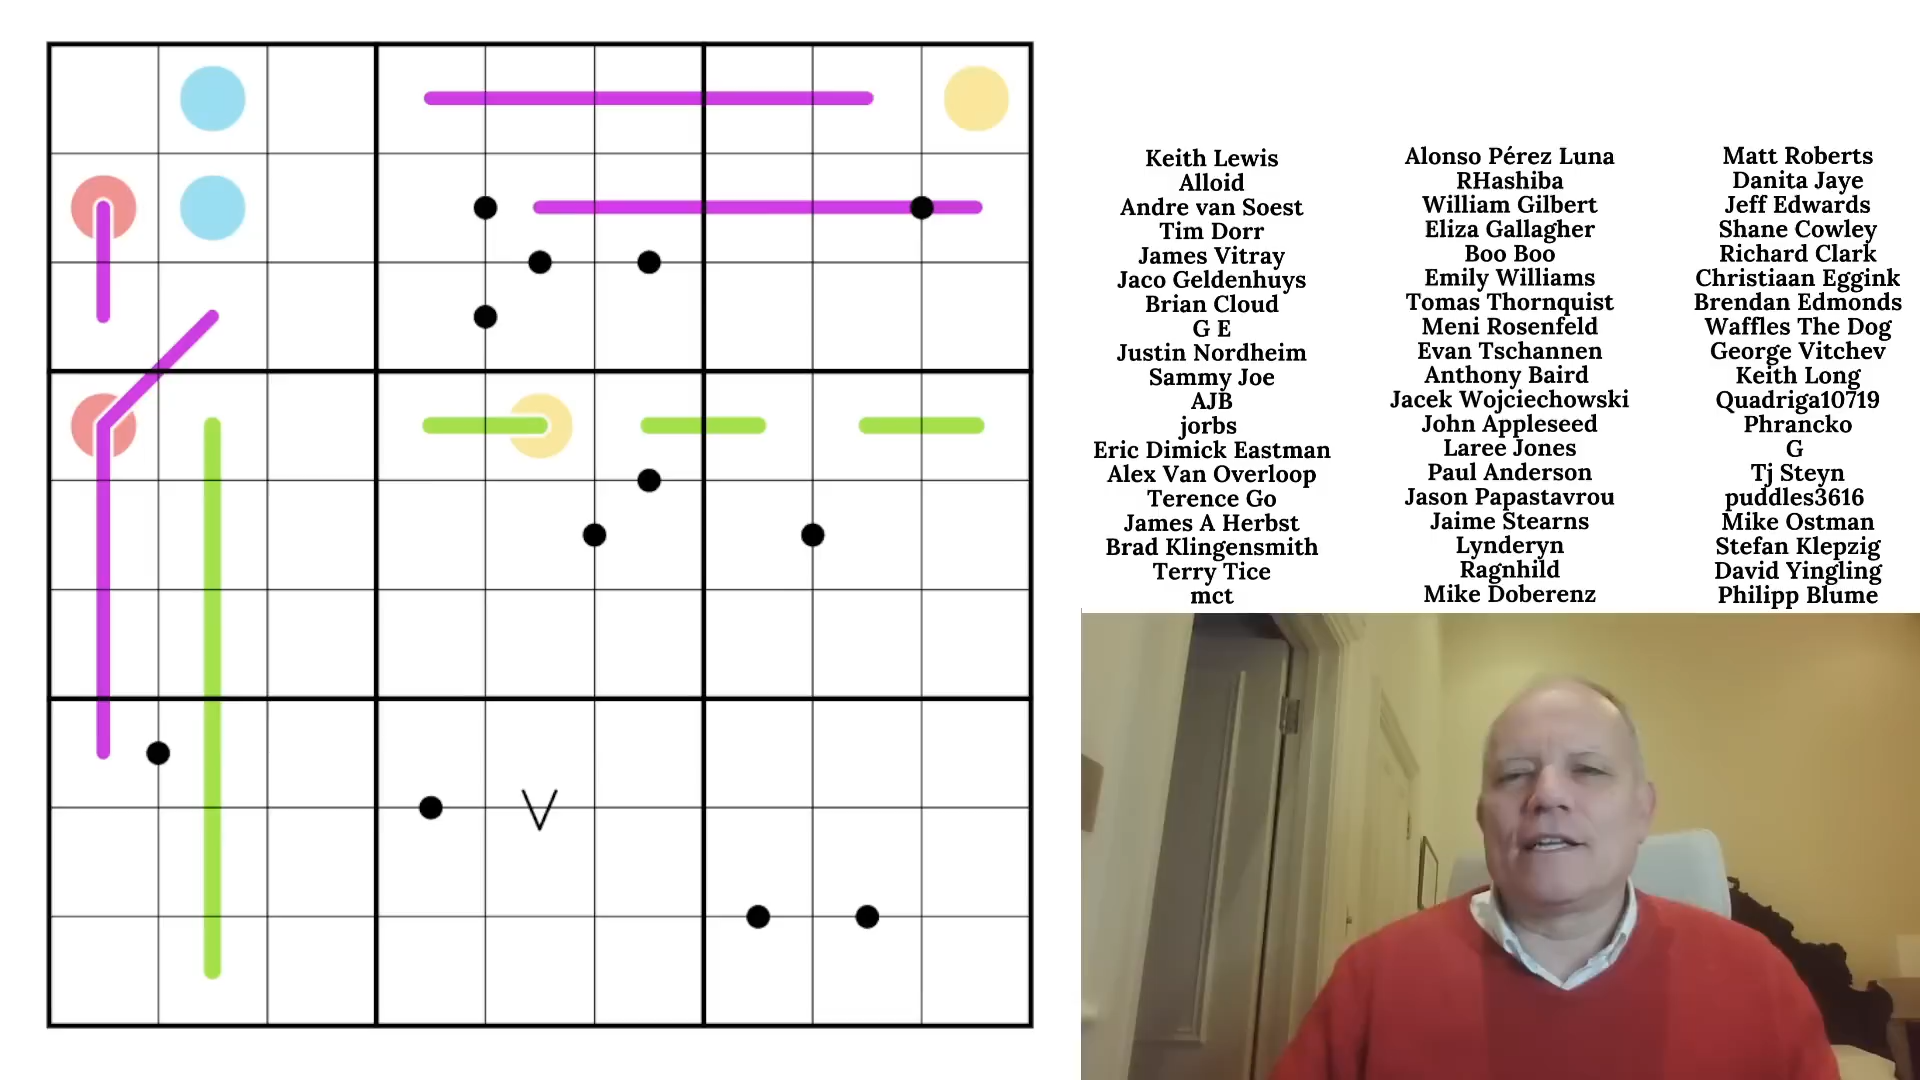 Keith Lewis
Alloid
Andre van Soest
Tim Dorr
James Vitray
Jaco Geldenhuys
Brian Cloud
G E
Justin Nordheim
Sammy Joe
AJB
jorbs
Eric Dimick Eastman
Alex Van Overloop
Terence Go
James A Herbst
Brad Klingensmith
Terry Tice
mct
Alonso Pérez Luna
RHashiba
William Gilbert
Eliza Gallagher
Boo Boo
Emily Williams
Tomas Thornquist
Meni Rosenfeld
Evan Tschannen
Anthony Baird
Jacek Wojciechowski
John Appleseed
Laree Jones
Paul Anderson
Jason Papastavrou
Jaime Stearns
Lynderyn
Ragnhild
Mike Doberenz
Matt Roberts
Danita Jaye
Jeff Edwards
Shane Cowley
Richard Clark
Christiaan Eggink
Brendan Edmonds
Waffles The Dog
George Vitchev
Keith Long
Quadriga10719
Phrancko
G
Tj Steyn
puddles3616
Mike Ostman
Stefan Klepzig
David Yingling
Philipp Blume
V